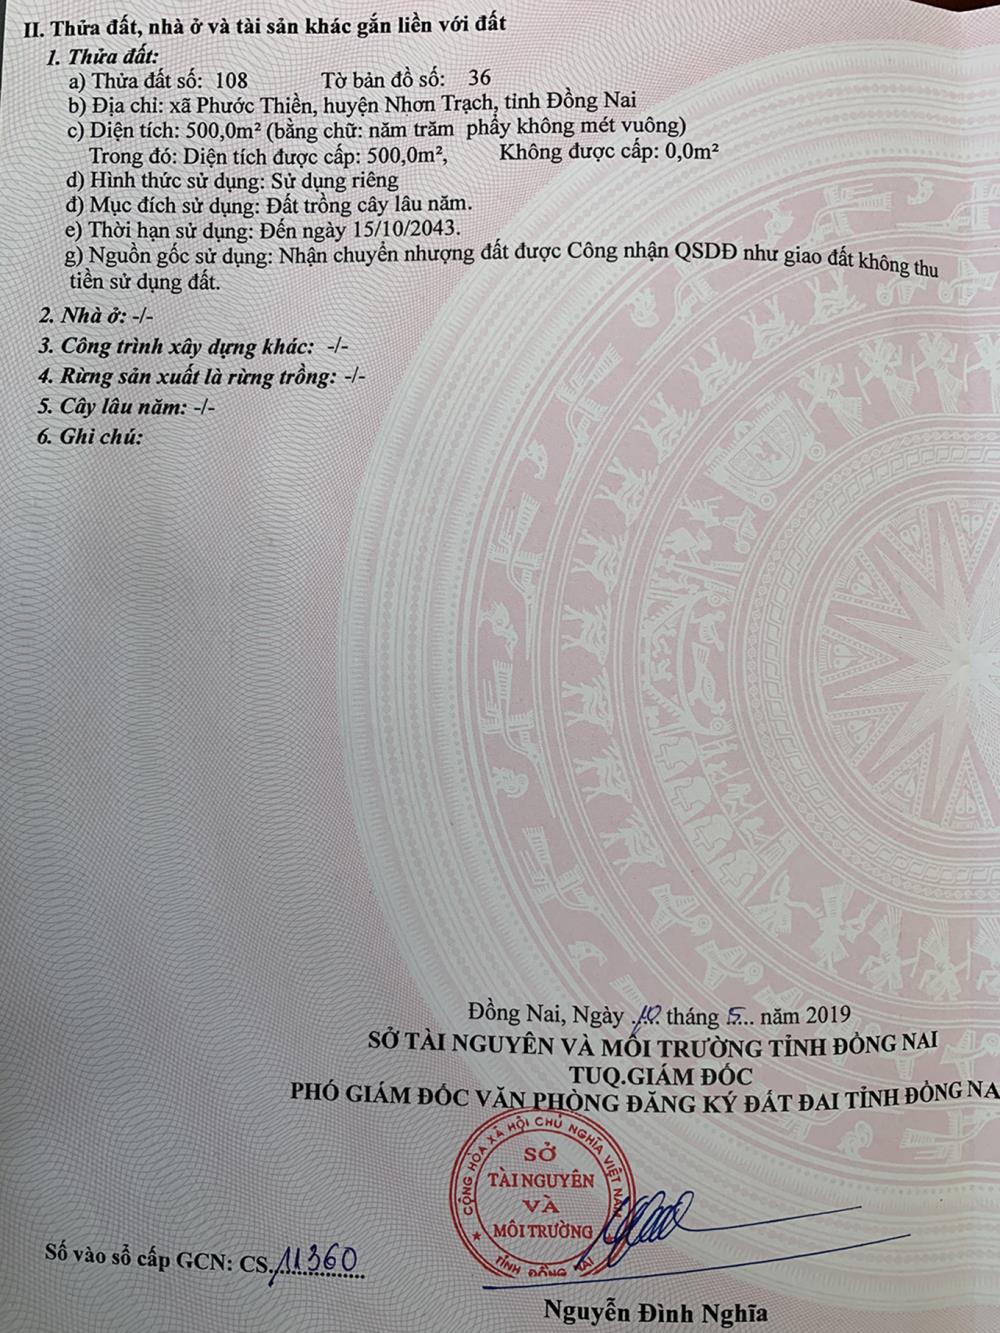 II. Thửa đất, nhà ở và tài sản khác gắn liền với đất
1. Thửa đất:
a) Thửa đất số: 108 Tờ bản đồ số: 36
b) Địa chỉ: xã Phước Thiền, huyện Nhơn Trạch, tỉnh Đồng Nai
c) Diện tích: 500,0m² (bằng chữ: năm trăm phẩy không mét vuông)
Trong đó: Diện tích được cấp: 500,0m², Không được cấp: 0,0m²
d) Hình thức sử dụng: Sử dụng riêng
đ) Mục đích sử dụng: Đất trồng cây lâu năm.
e) Thời hạn sử dụng: Đến ngày 15/10/2043.
g) Nguồn gốc sử dụng: Nhận chuyển nhượng đất được Công nhận QSDĐ như giao đất không thu
tiền sử dụng đất.
2. Nhà ở: -/-
3. Công trình xây dựng khác: -/-
4. Rừng sản xuất là rừng trồng: -/-
5. Cây lâu năm: -/-
6. Ghi chú:
Đồng Nai, Ngày 10 tháng 5 năm 2019
SỞ TÀI NGUYÊN VÀ MÔI TRƯỜNG TỈNH ĐỒNG NAI
TUQ.GIÁM ĐỐC
PHÓ GIÁM ĐỐC VĂN PHÒNG ĐĂNG KÝ ĐẤT ĐAI TỈNH ĐỒNG NA
CỘNG HÒA XÃ HỘI CHỦ NGHĨA VIỆT NAM
SỞ
TÀI NGUYÊN
VÀ
MÔI TRƯỜNG
TỈNH ĐỒNG NAI
Số vào sổ cấp GCN: CS.11360
Nguyễn Đình Nghĩa